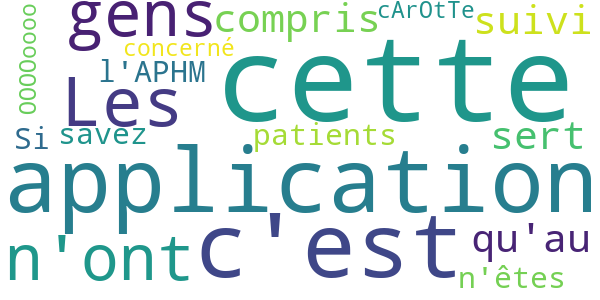 gens
compris
cArOtTe
suivi
concerné
OOOOoooo
l'APHM
Les
cette
Si
savez
patients
sert
application
n'ont
c'est
qu'au
n'êtes